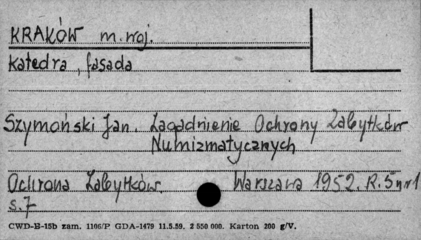 KRAKÓW m. woj.
Katedra, fasada
Szymański Jan. Zagadnienie Ochrony Zabytków
Numizmatycznych
Ochrona Zabytków. Warszawa 1952. R. 5 nr 1
s. 7
CWD-B-15b zam. 1106/P GDA-1479 11.5.59. 2 550 000. Karton 200 g/V.